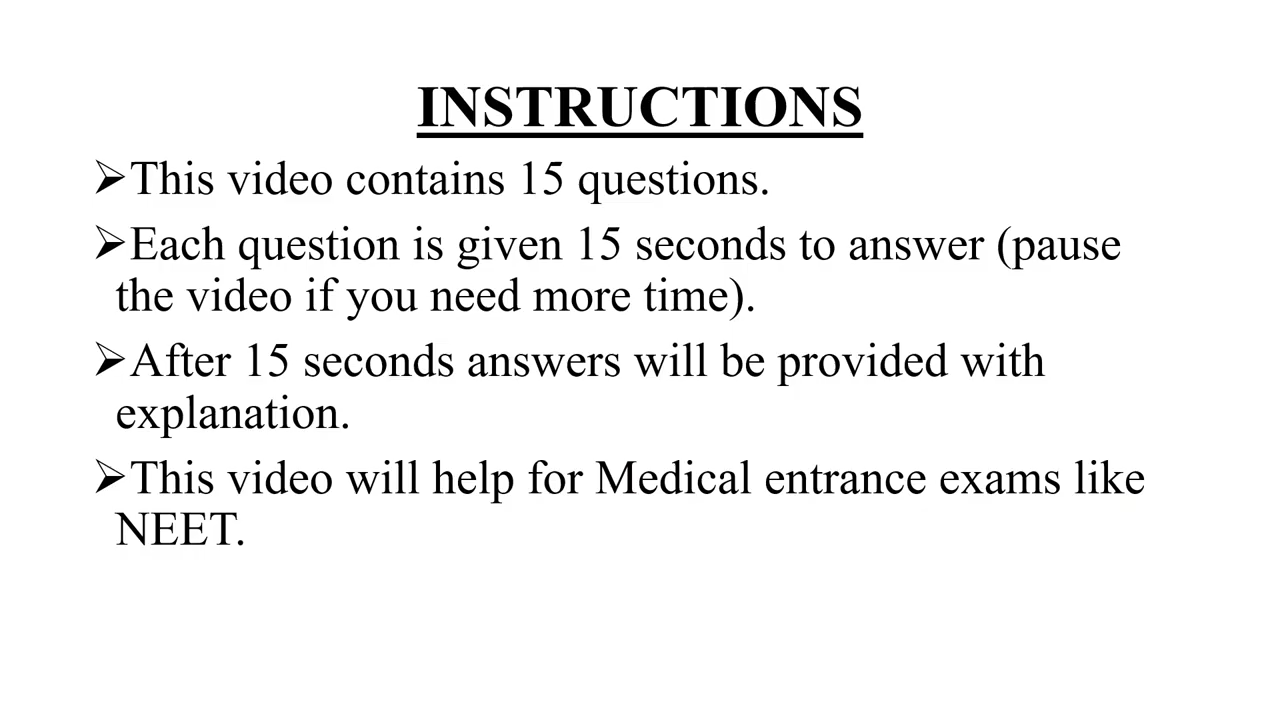 INSTRUCTIONS
➢This video contains 15 questions.
➢Each question is given 15 seconds to answer (pause
the video if you need more time).
➢After 15 seconds answers will be provided with
explanation.
➢This video will help for Medical entrance exams like
NEET.